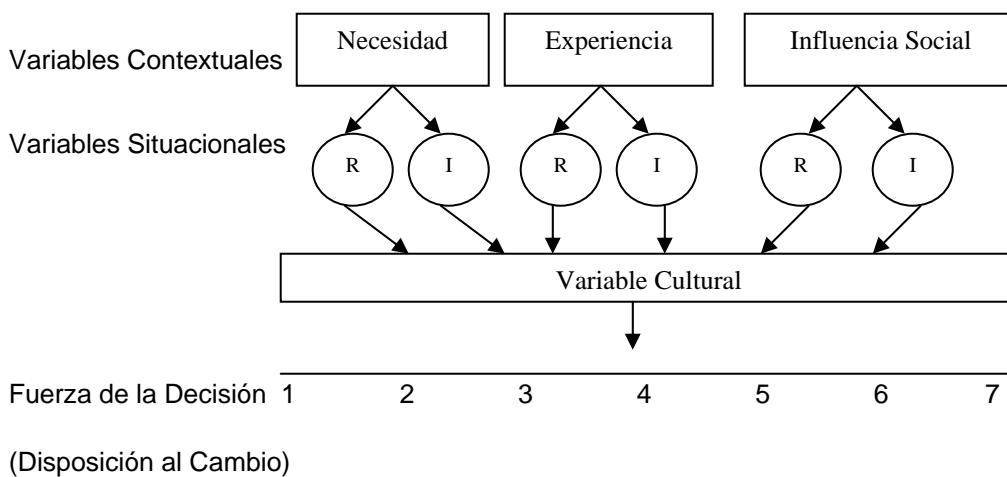 Necesidad Experiencia Influencia Social
Variables Contextuales
Variables Situacionales
R I R I R I
Variable Cultural
Fuerza de la Decisión 1 2 3 4 5 6 7
(Disposición al Cambio)